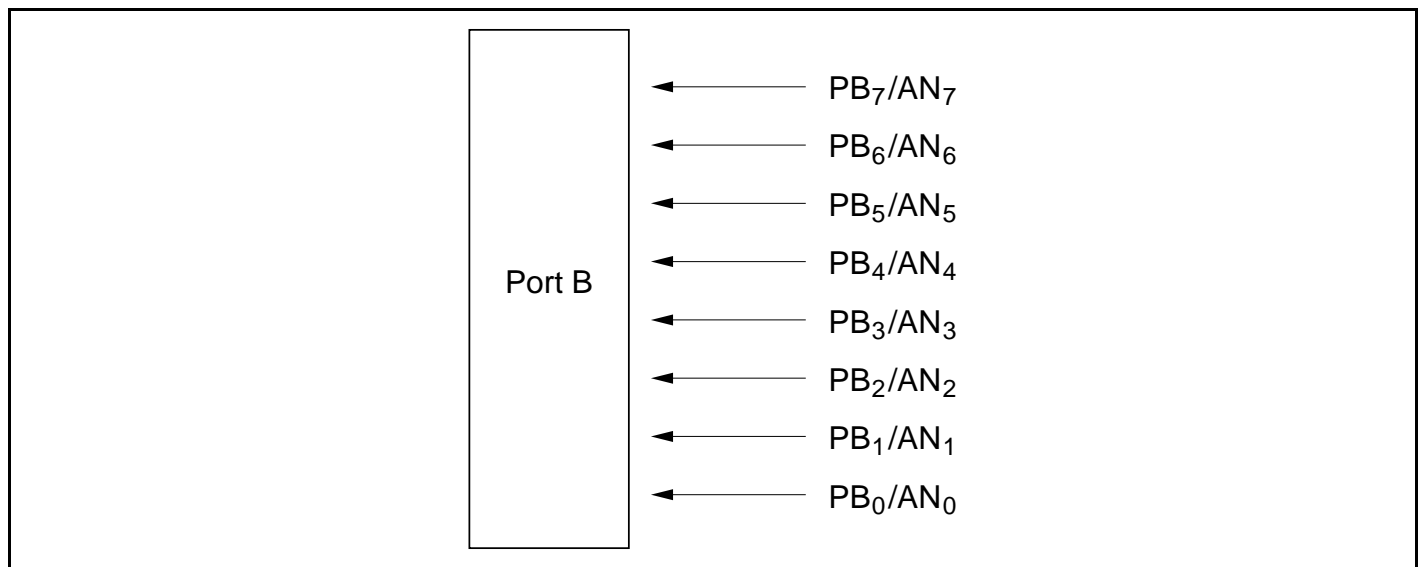 PB₇/AN₇
PB₆/AN₆
PB₅/AN₅
PB₄/AN₄
Port B
PB₃/AN₃
PB₂/AN₂
PB₁/AN₁
PB₀/AN₀